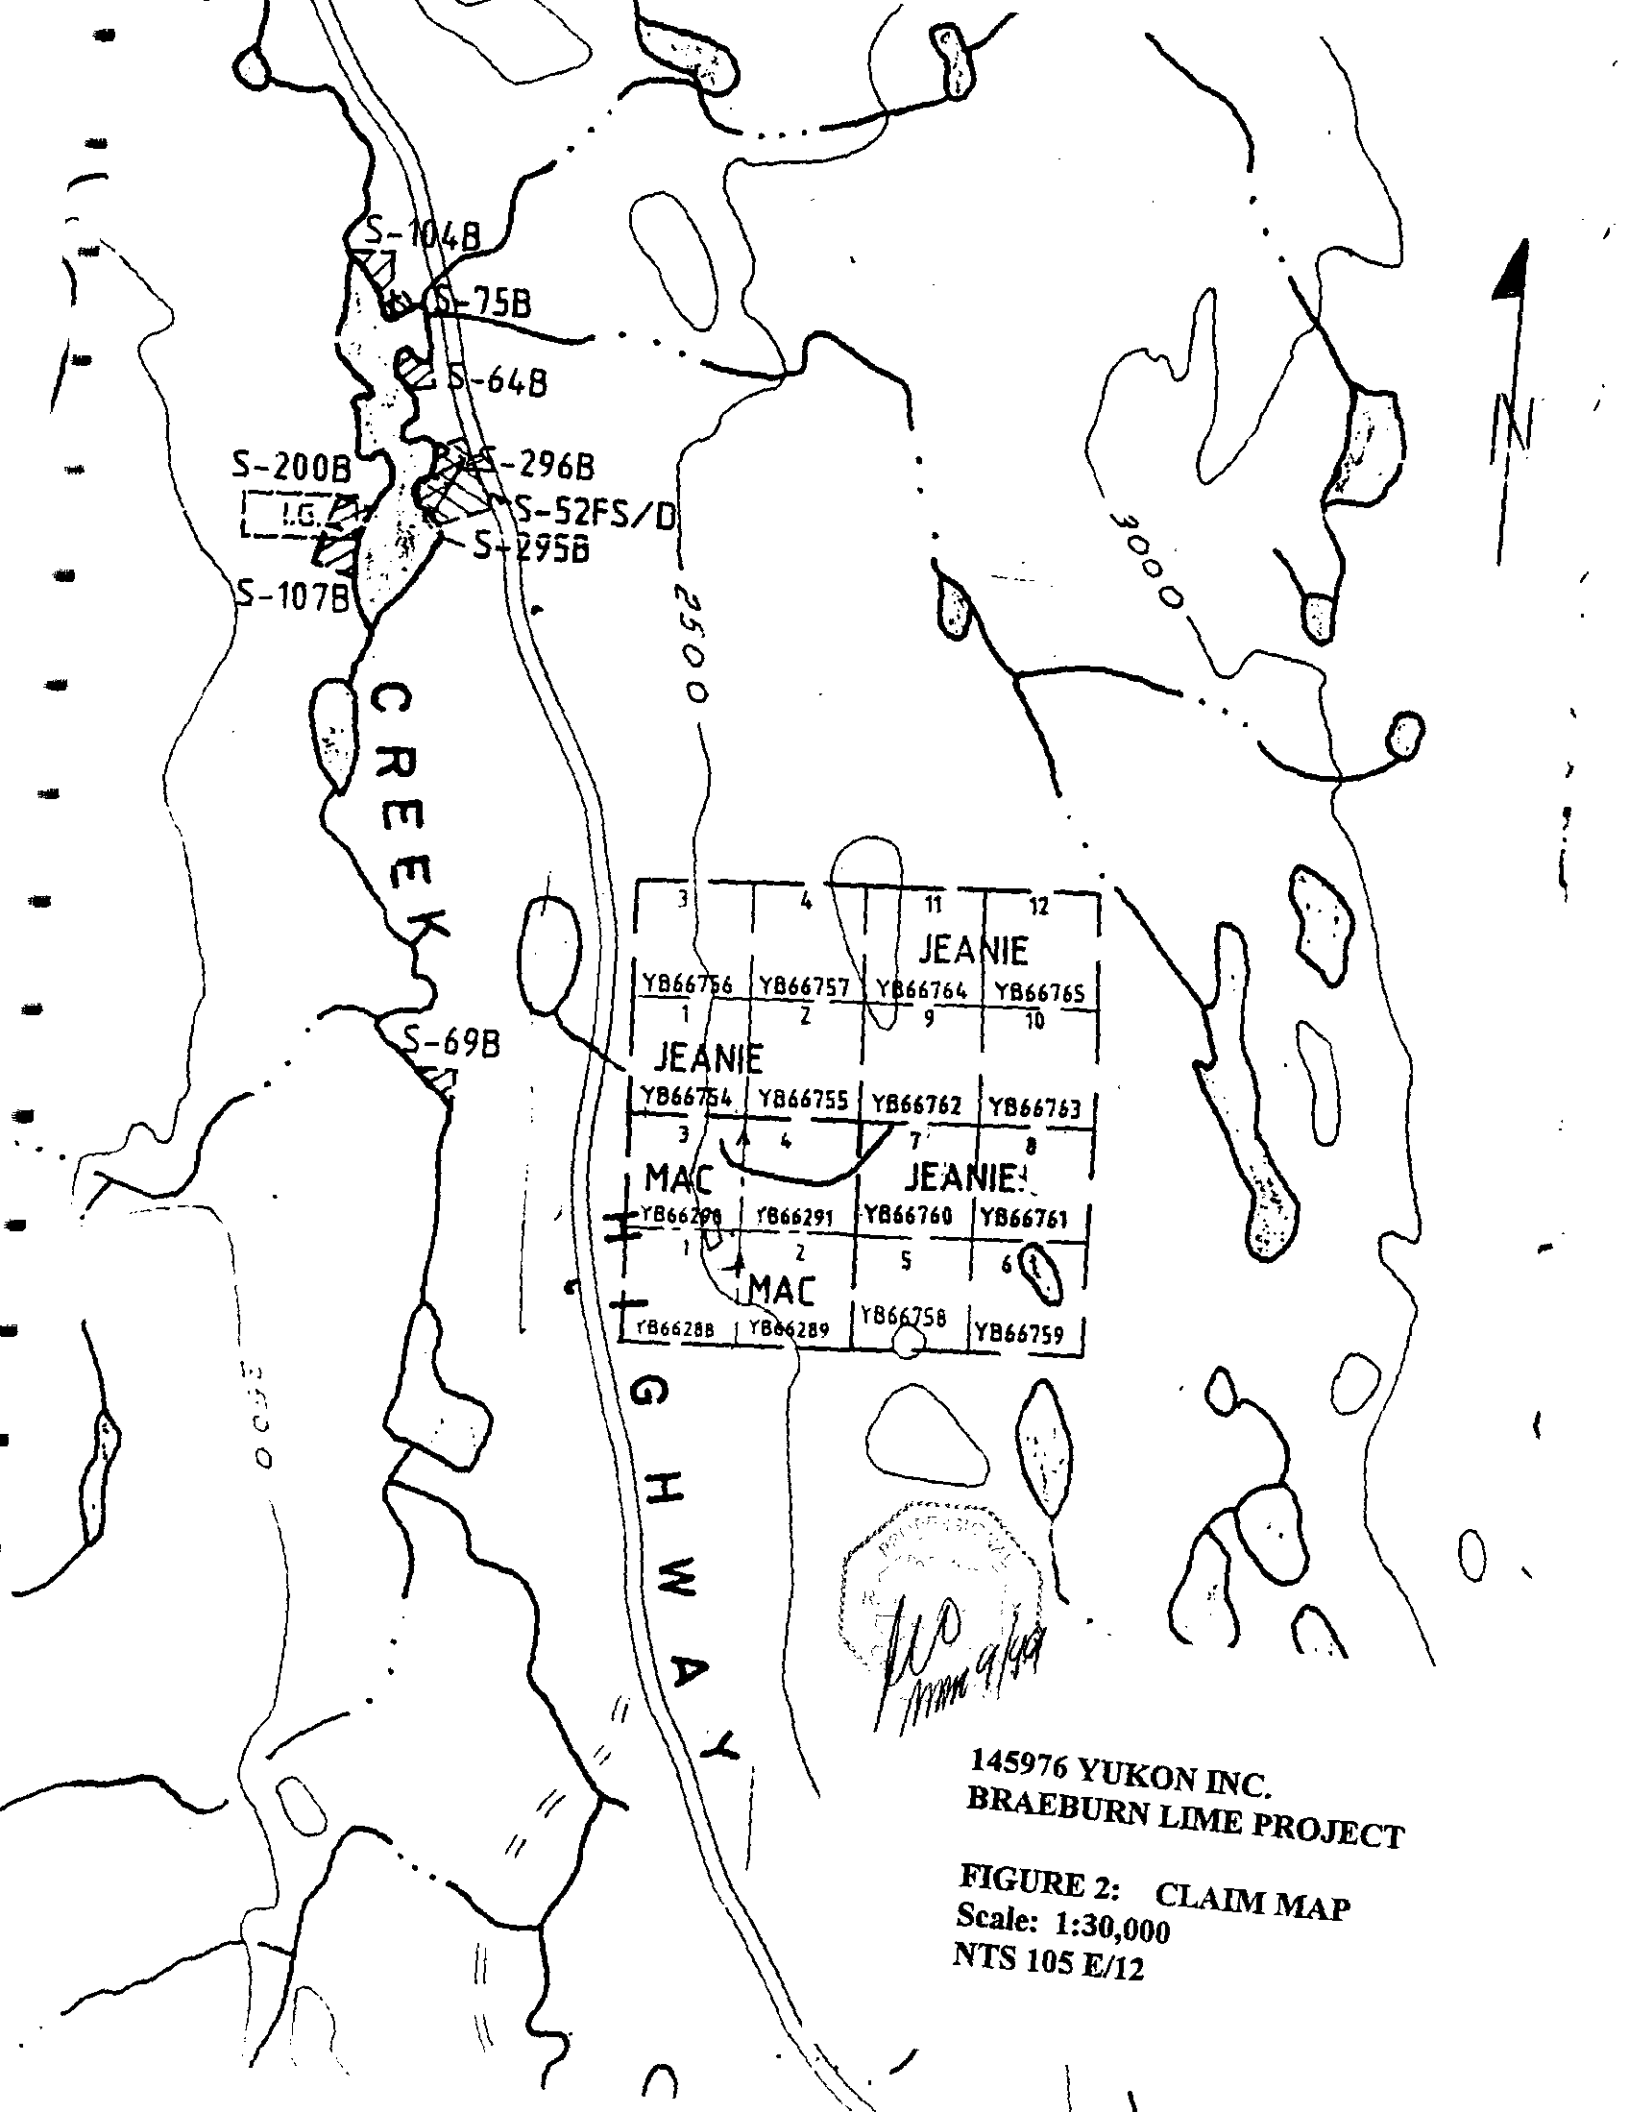 S-104B
S-75B
S-64B
S-200B
S-296B
I.G.
S-52FS/D
S-295B
S-107B
3000
2500
CREEK
3 4 11 12
JEANIE
YB66756 YB66757 YB66764 YB66765
1 2 9 10
S-69B
JEANIE
YB66754 YB66755 YB66762 YB66763
3 4 7 8
MAC JEANIE
YB66290 YB66291 YB66760 YB66761
1 2 5 6
MAC
YB66288 YB66289 YB66758 YB66759
HIGHWAY
N
C
145976 YUKON INC.
BRAEBURN LIME PROJECT
FIGURE 2: CLAIM MAP
Scale: 1:30,000
NTS 105 E/12